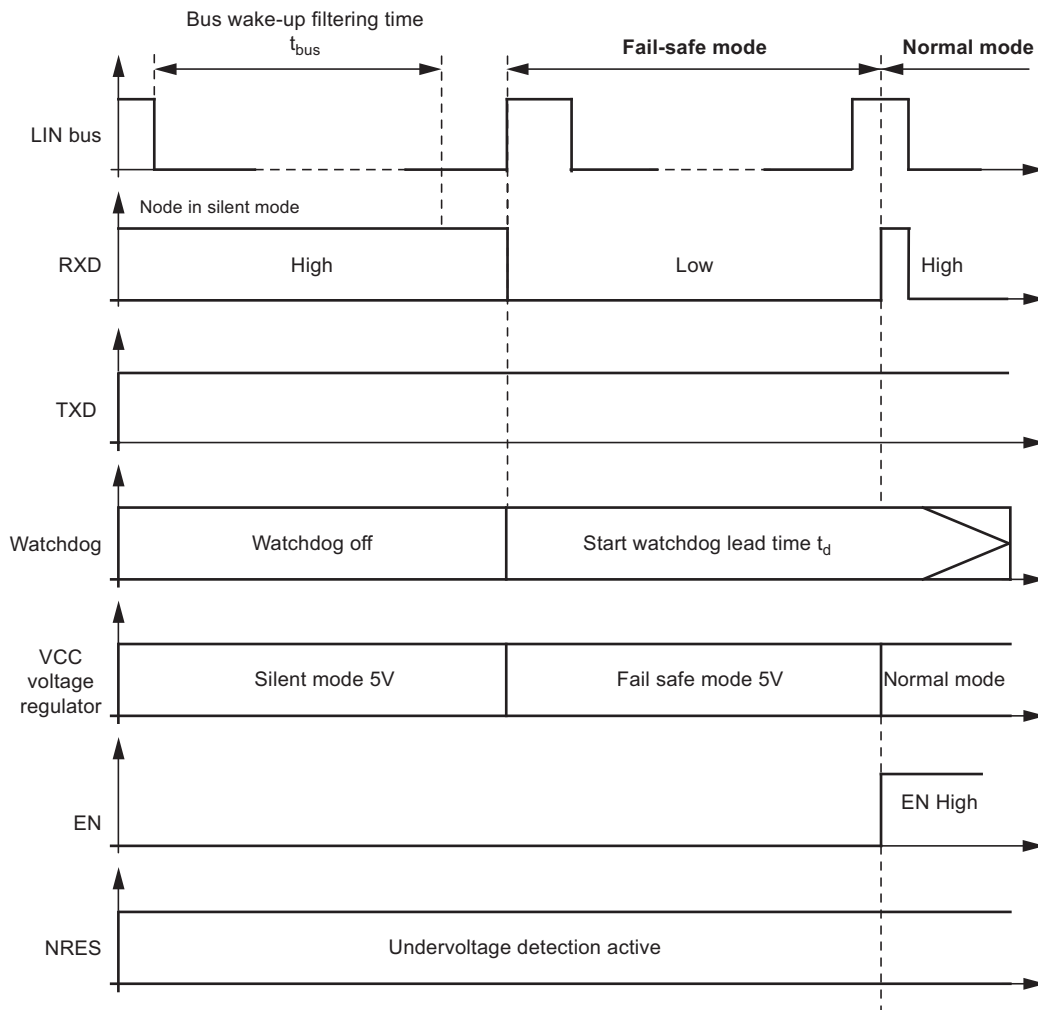 Bus wake-up filtering time
tbus
Fail-safe mode
Normal mode
LIN bus
Node in silent mode
RXD
High
Low
High
TXD
Watchdog
Watchdog off
Start watchdog lead time td
VCC
voltage
regulator
Silent mode 5V
Fail safe mode 5V
Normal mode
EN
EN High
NRES
Undervoltage detection active